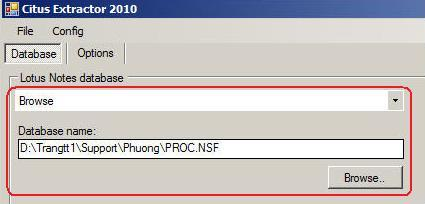 Citus Extractor 2010
File Config
Database Options
Lotus Notes database
Browse
Database name:
D:\Trangtt1\Support\Phuong\PROC.NSF
Browse..